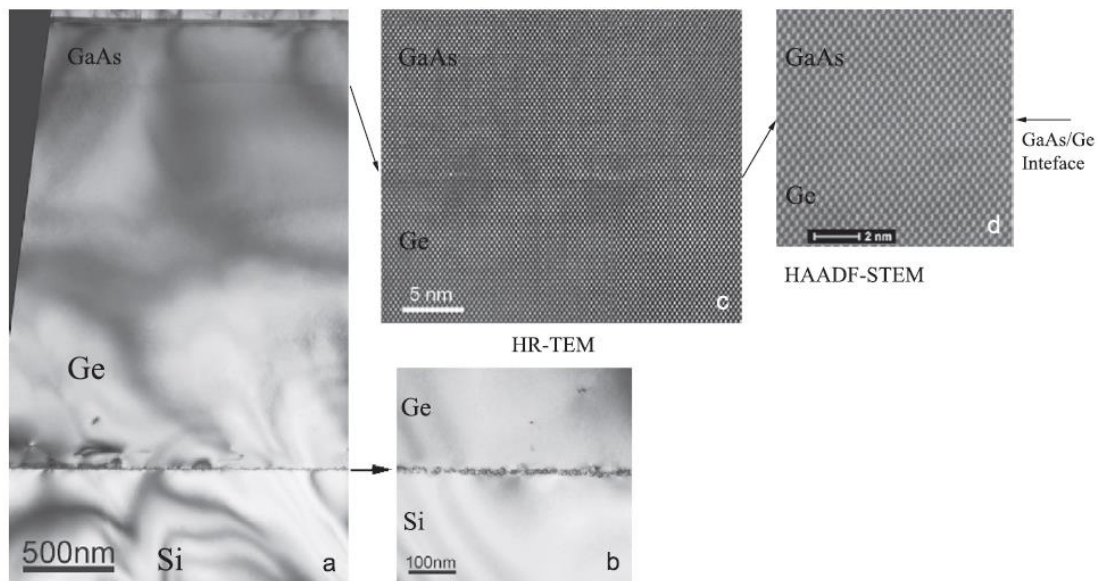 GaAs
Ge
500nm
Si
a
GaAs
Ge
5 nm
c
HR-TEM
GaAs
Ge
2 nm
d
GaAs/Ge
Inteface
HAADF-STEM
Ge
Si
100nm
b